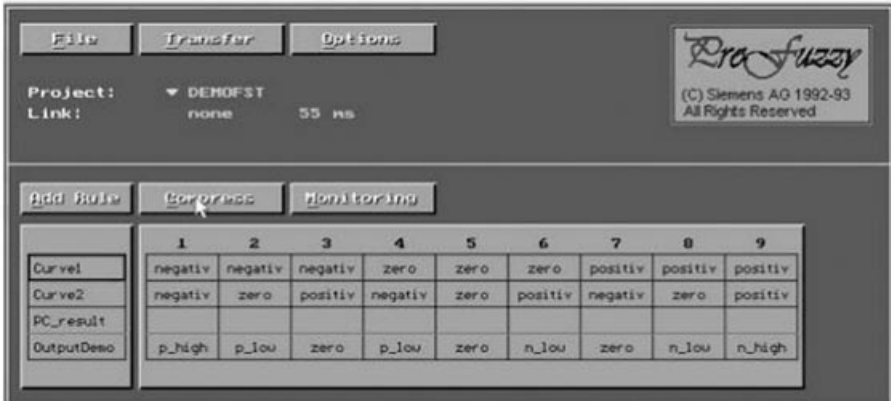 File Transfer Options
ProFuzzy
(C) Siemens AG 1992-93
All Rights Reserved
Project: DEMOFST
Link: none 55 ms
Add Rule Compress Monitoring
1 2 3 4 5 6 7 8 9
Curve1 negativ negativ negativ zero zero zero positiv positiv positiv
Curve2 negativ zero positiv negativ zero positiv negativ zero positiv
PC_result
OutputDemo p_high p_low zero p_low zero n_low zero n_low n_high